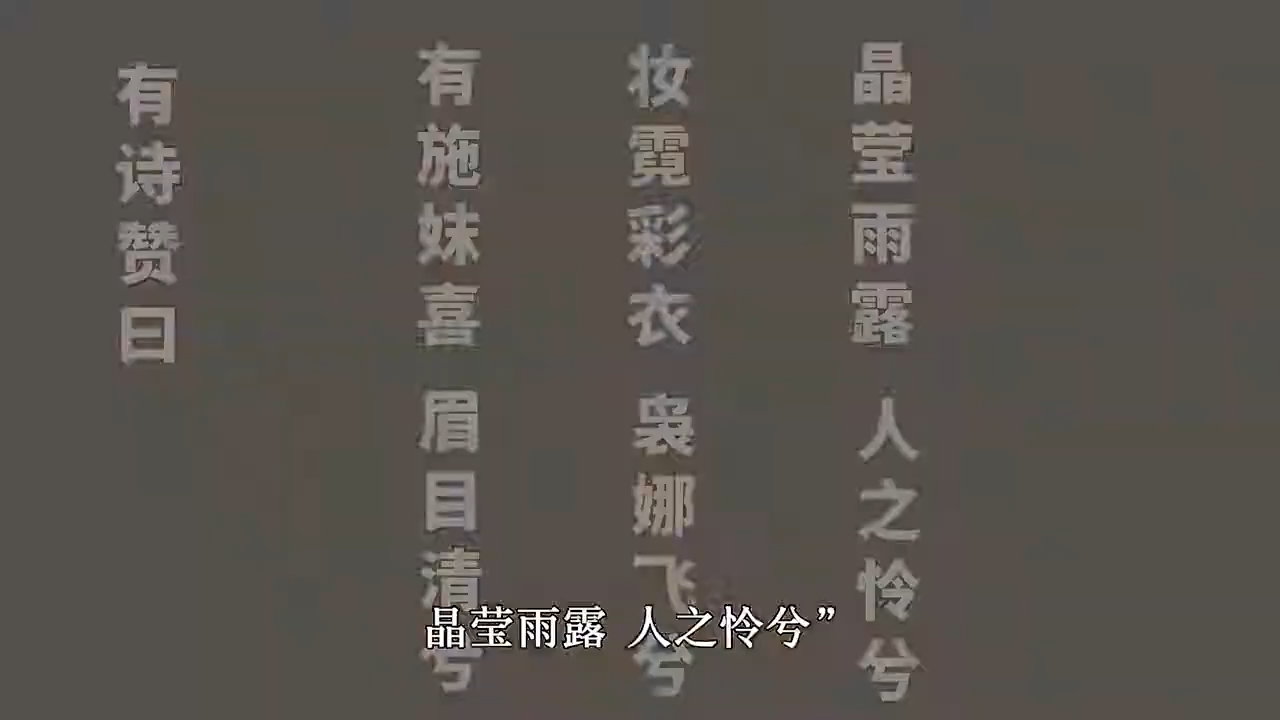 有诗赞曰
有施妹喜 眉目清兮
妆霓彩衣 袅娜飞兮
晶莹雨露 人之怜兮
晶莹雨露 人之怜兮”